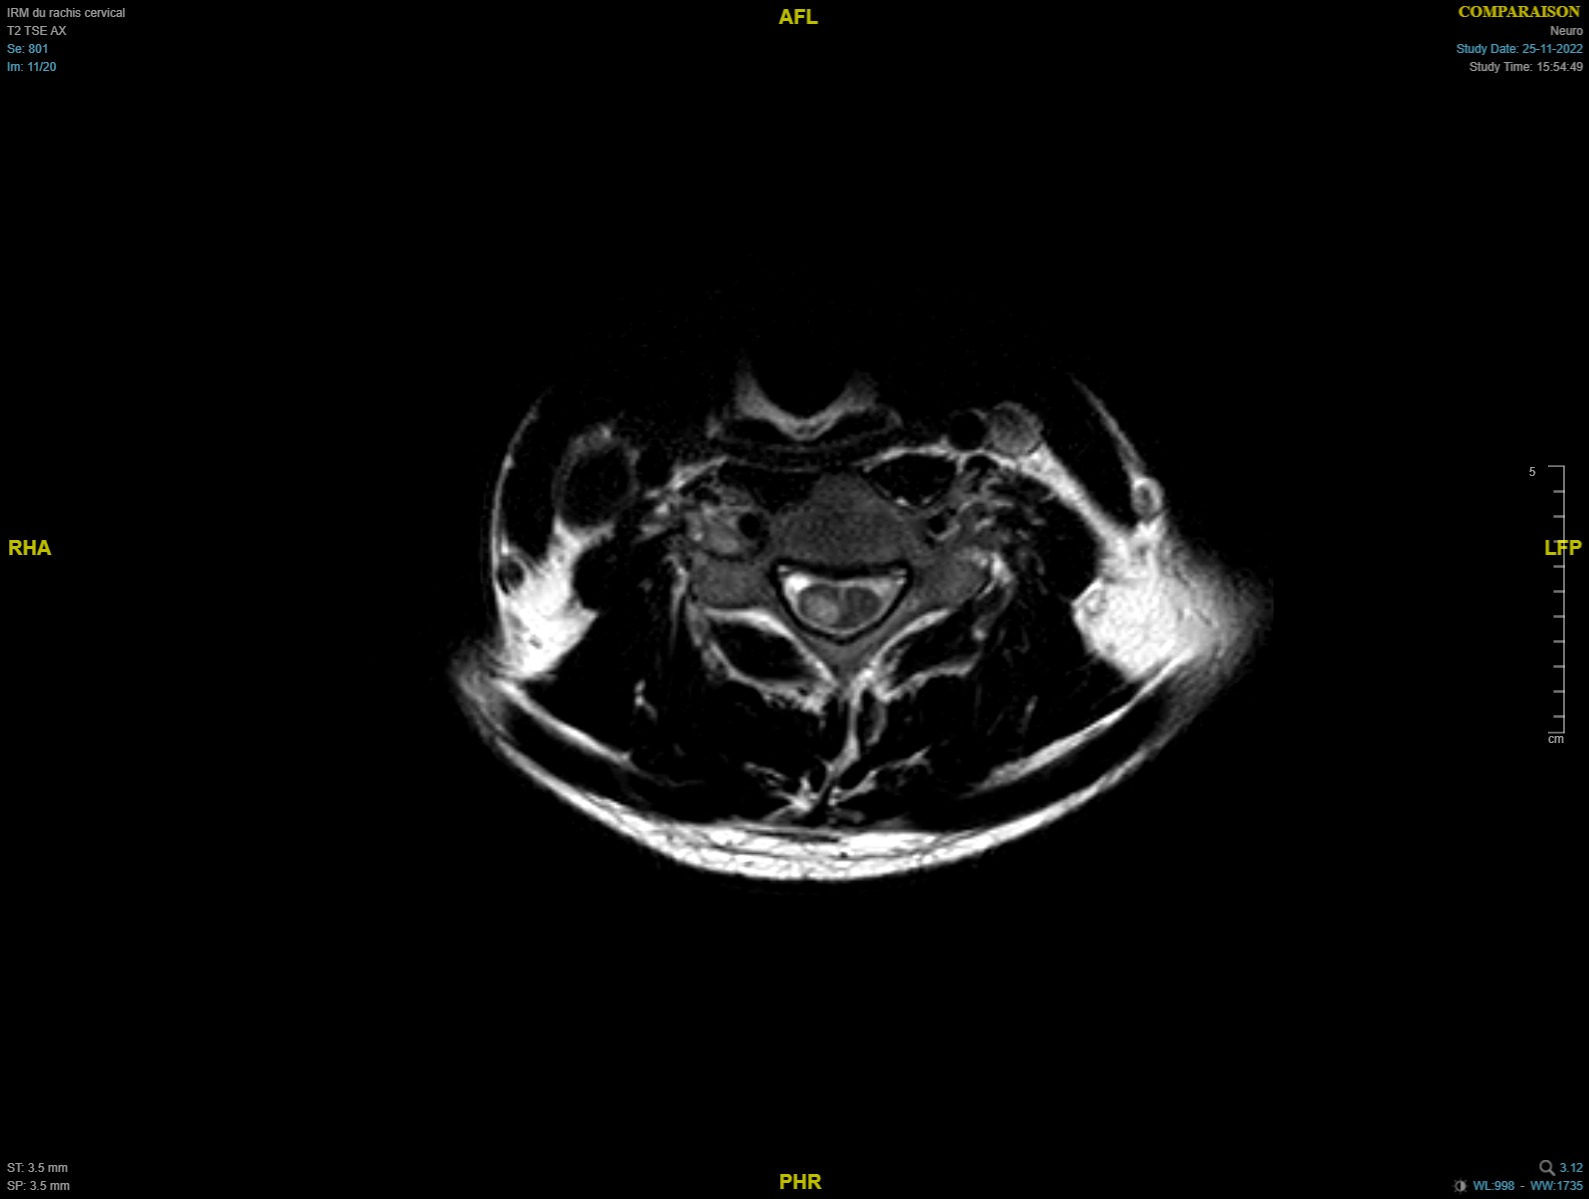 IRM du rachis cervical
T2 TSE AX
Se: 801
Im: 11/20
AFL
COMPARAISON
Neuro
Study Date: 25-11-2022
Study Time: 15:54:49
RHA
LFP
5
cm
ST: 3.5 mm
SP: 3.5 mm
PHR
3.12
WL:998 - WW:1735